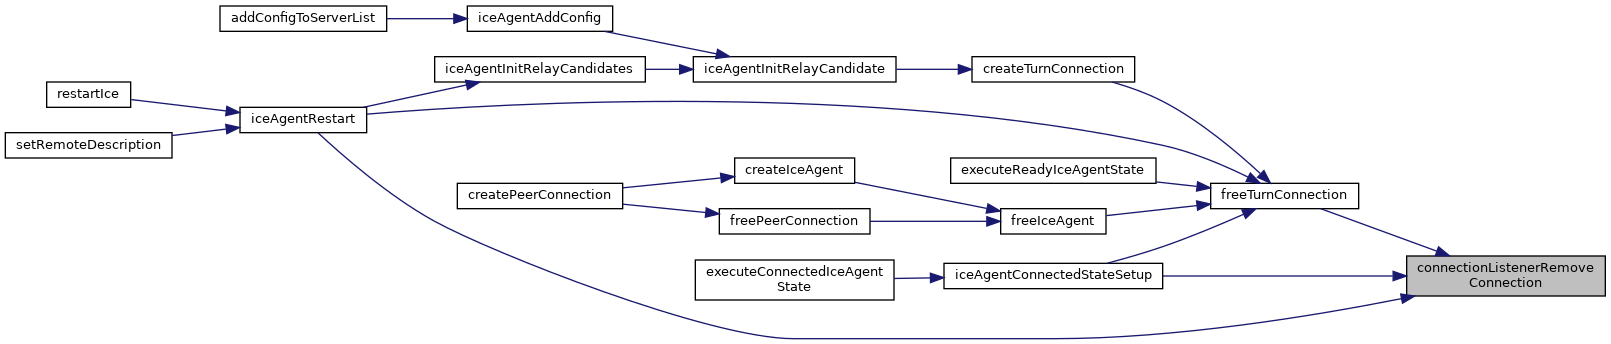 addConfigToServerList
iceAgentAddConfig
iceAgentInitRelayCandidates
iceAgentInitRelayCandidate
createTurnConnection
restartIce
iceAgentRestart
setRemoteDescription
createIceAgent
executeReadyIceAgentState
createPeerConnection
freeTurnConnection
freePeerConnection
freeIceAgent
executeConnectedIceAgent
State
iceAgentConnectedStateSetup
connectionListenerRemove
Connection